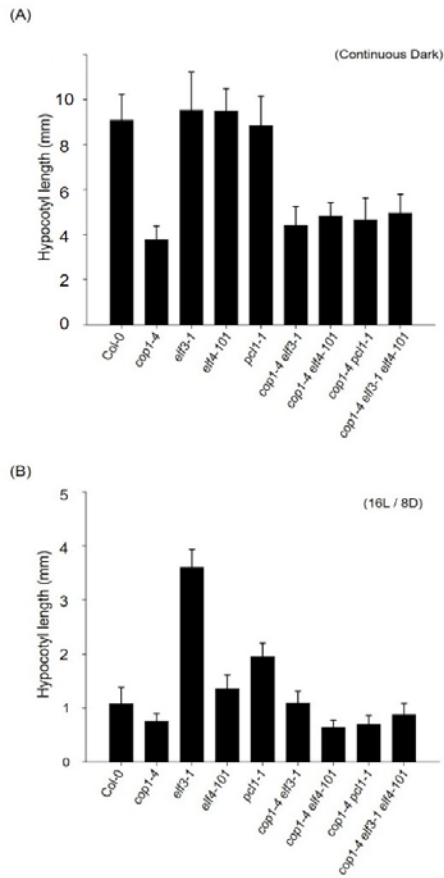 (A)
(Continuous Dark)
Hypocotyl length (mm)
10
8
6
4
2
0
Col-0
cop1-4
elf3-1
elf4-101
pcl1-1
cop1-4 elf3-1
cop1-4 elf4-101
cop1-4 pcl1-1
cop1-4 elf3-1 elf4-101
(B)
(16L / 8D)
Hypocotyl length (mm)
5
4
3
2
1
0
Col-0
cop1-4
elf3-1
elf4-101
pcl1-1
cop1-4 elf3-1
cop1-4 elf4-101
cop1-4 pcl1-1
cop1-4 elf3-1 elf4-101